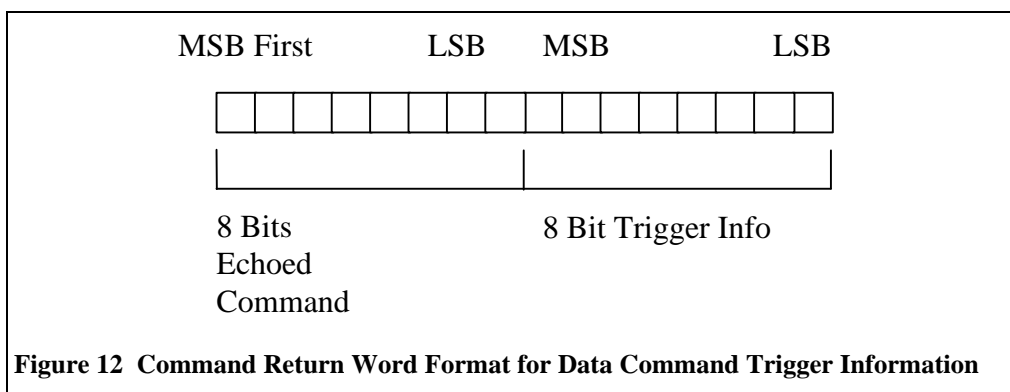 MSB First LSB MSB LSB
8 Bits
Echoed
Command
8 Bit Trigger Info
Figure 12 Command Return Word Format for Data Command Trigger Information